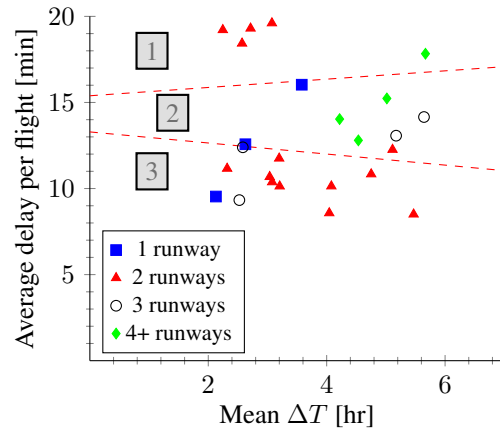 Average delay per flight [min]
20
15
10
5
1
2
3
1 runway
2 runways
3 runways
4+ runways
2
4
6
Mean ΔT [hr]